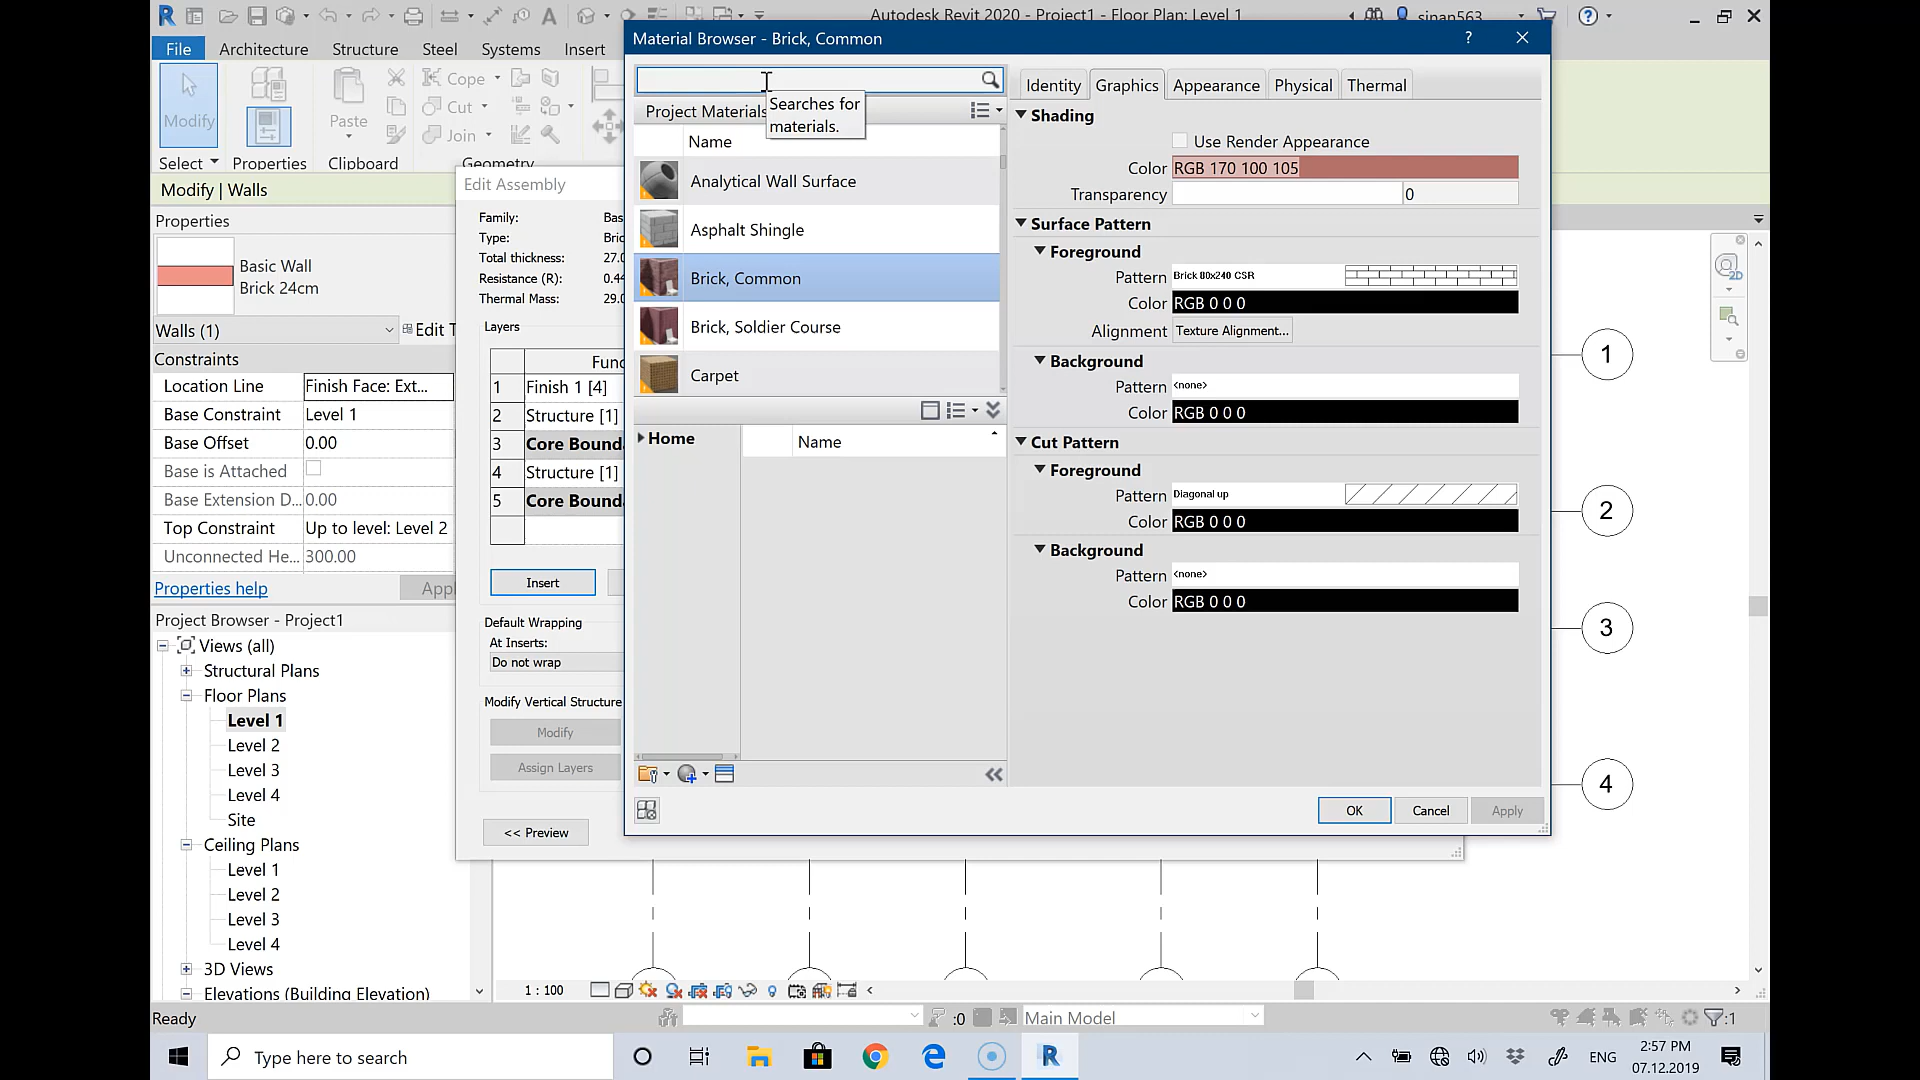 Autodesk Revit 2020 - Project1 - Floor Plan: Level 1
sinan563
File
Architecture
Structure
Steel
Systems
Insert
Modify
Cope
Cut
Join
Paste
Select
Properties
Clipboard
Geometry
Modify | Walls
Properties
Basic Wall
Brick 24cm
Walls (1)
Edit T
Constraints
Location Line
Finish Face: Ext...
Base Constraint
Level 1
Base Offset
0.00
Base is Attached
Base Extension D...
0.00
Top Constraint
Up to level: Level 2
Unconnected He...
300.00
Properties help
Appl
Project Browser - Project1
Views (all)
Structural Plans
Floor Plans
Level 1
Level 2
Level 3
Level 4
Site
Ceiling Plans
Level 1
Level 2
Level 3
Level 4
3D Views
Elevations (Building Elevation)
Edit Assembly
Family:
Bas
Type:
Bric
Total thickness:
27.0
Resistance (R):
0.44
Thermal Mass:
29.0
Layers
Func
1
Finish 1 [4]
2
Structure [1]
3
Core Bound
4
Structure [1]
5
Core Bound
Insert
Default Wrapping
At Inserts:
Do not wrap
Modify Vertical Structure
Modify
Assign Layers
<< Preview
Material Browser - Brick, Common
?
Searches for
materials.
Project Materials
Name
Analytical Wall Surface
Asphalt Shingle
Brick, Common
Brick, Soldier Course
Carpet
Home
Name
Identity
Graphics
Appearance
Physical
Thermal
Shading
Use Render Appearance
Color
RGB 170 100 105
Transparency
0
Surface Pattern
Foreground
Pattern
Brick 80x240 CSR
Color
RGB 0 0 0
Alignment
Texture Alignment...
Background
Pattern
<none>
Color
RGB 0 0 0
Cut Pattern
Foreground
Pattern
Diagonal up
Color
RGB 0 0 0
Background
Pattern
<none>
Color
RGB 0 0 0
OK
Cancel
Apply
1
2
3
4
2D
1 : 100
Ready
:0
Main Model
:1
Type here to search
ENG
2:57 PM
07.12.2019